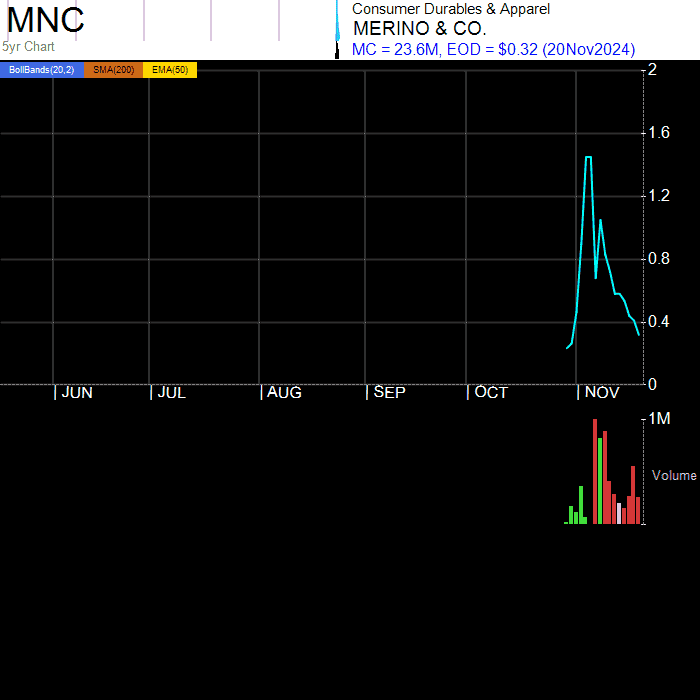 MNC
5yr Chart
Consumer Durables & Apparel
MERINO & CO.
MC = 23.6M, EOD = $0.32 (20Nov2024)
BollBands(20,2) SMA(200) EMA(50)
2
1.6
1.2
0.8
0.4
0
| JUN | JUL | AUG | SEP | OCT | NOV
1M
Volume